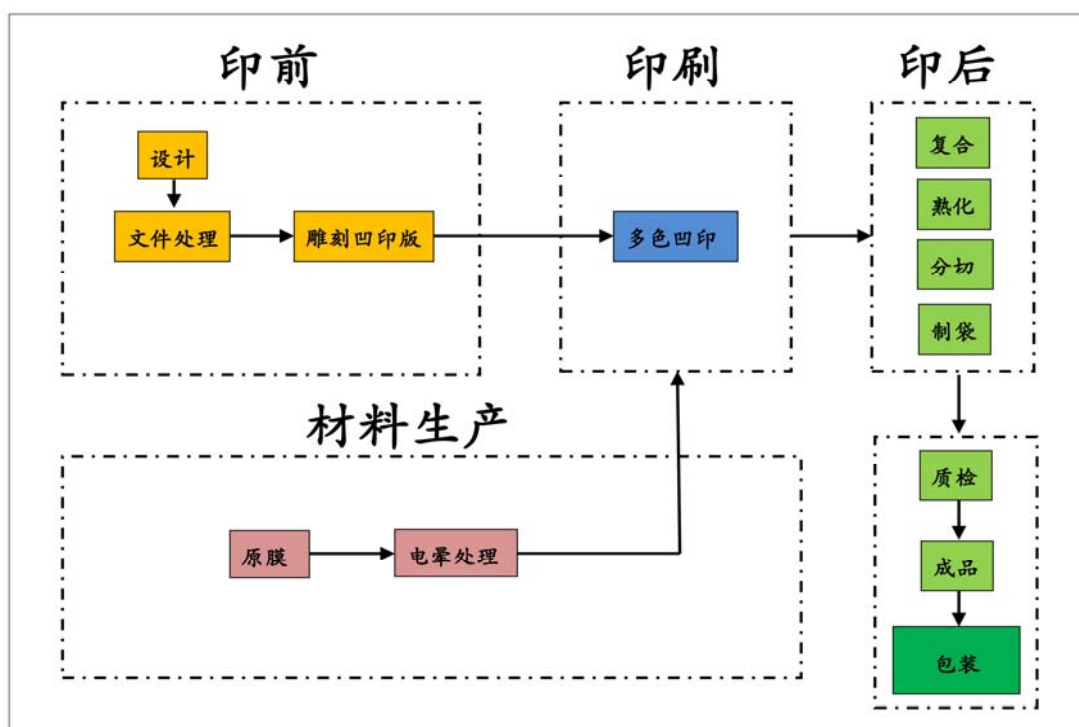 印前
印刷
印后
设计
文件处理
雕刻凹印版
多色凹印
复合
熟化
分切
制袋
材料生产
原膜
电晕处理
质检
成品
包装